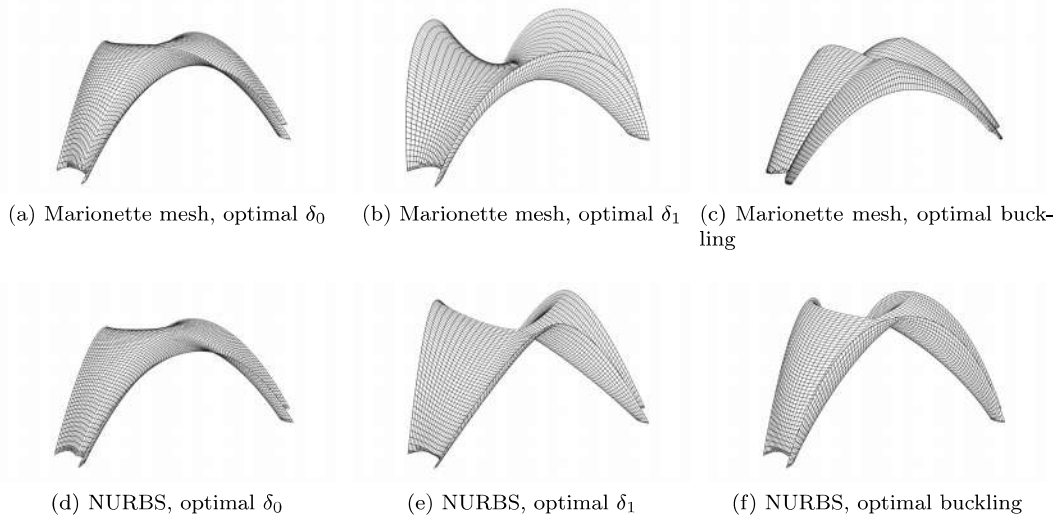 (a) Marionette mesh, optimal δ₀
(b) Marionette mesh, optimal δ₁
(c) Marionette mesh, optimal buck-
ling
(d) NURBS, optimal δ₀
(e) NURBS, optimal δ₁
(f) NURBS, optimal buckling